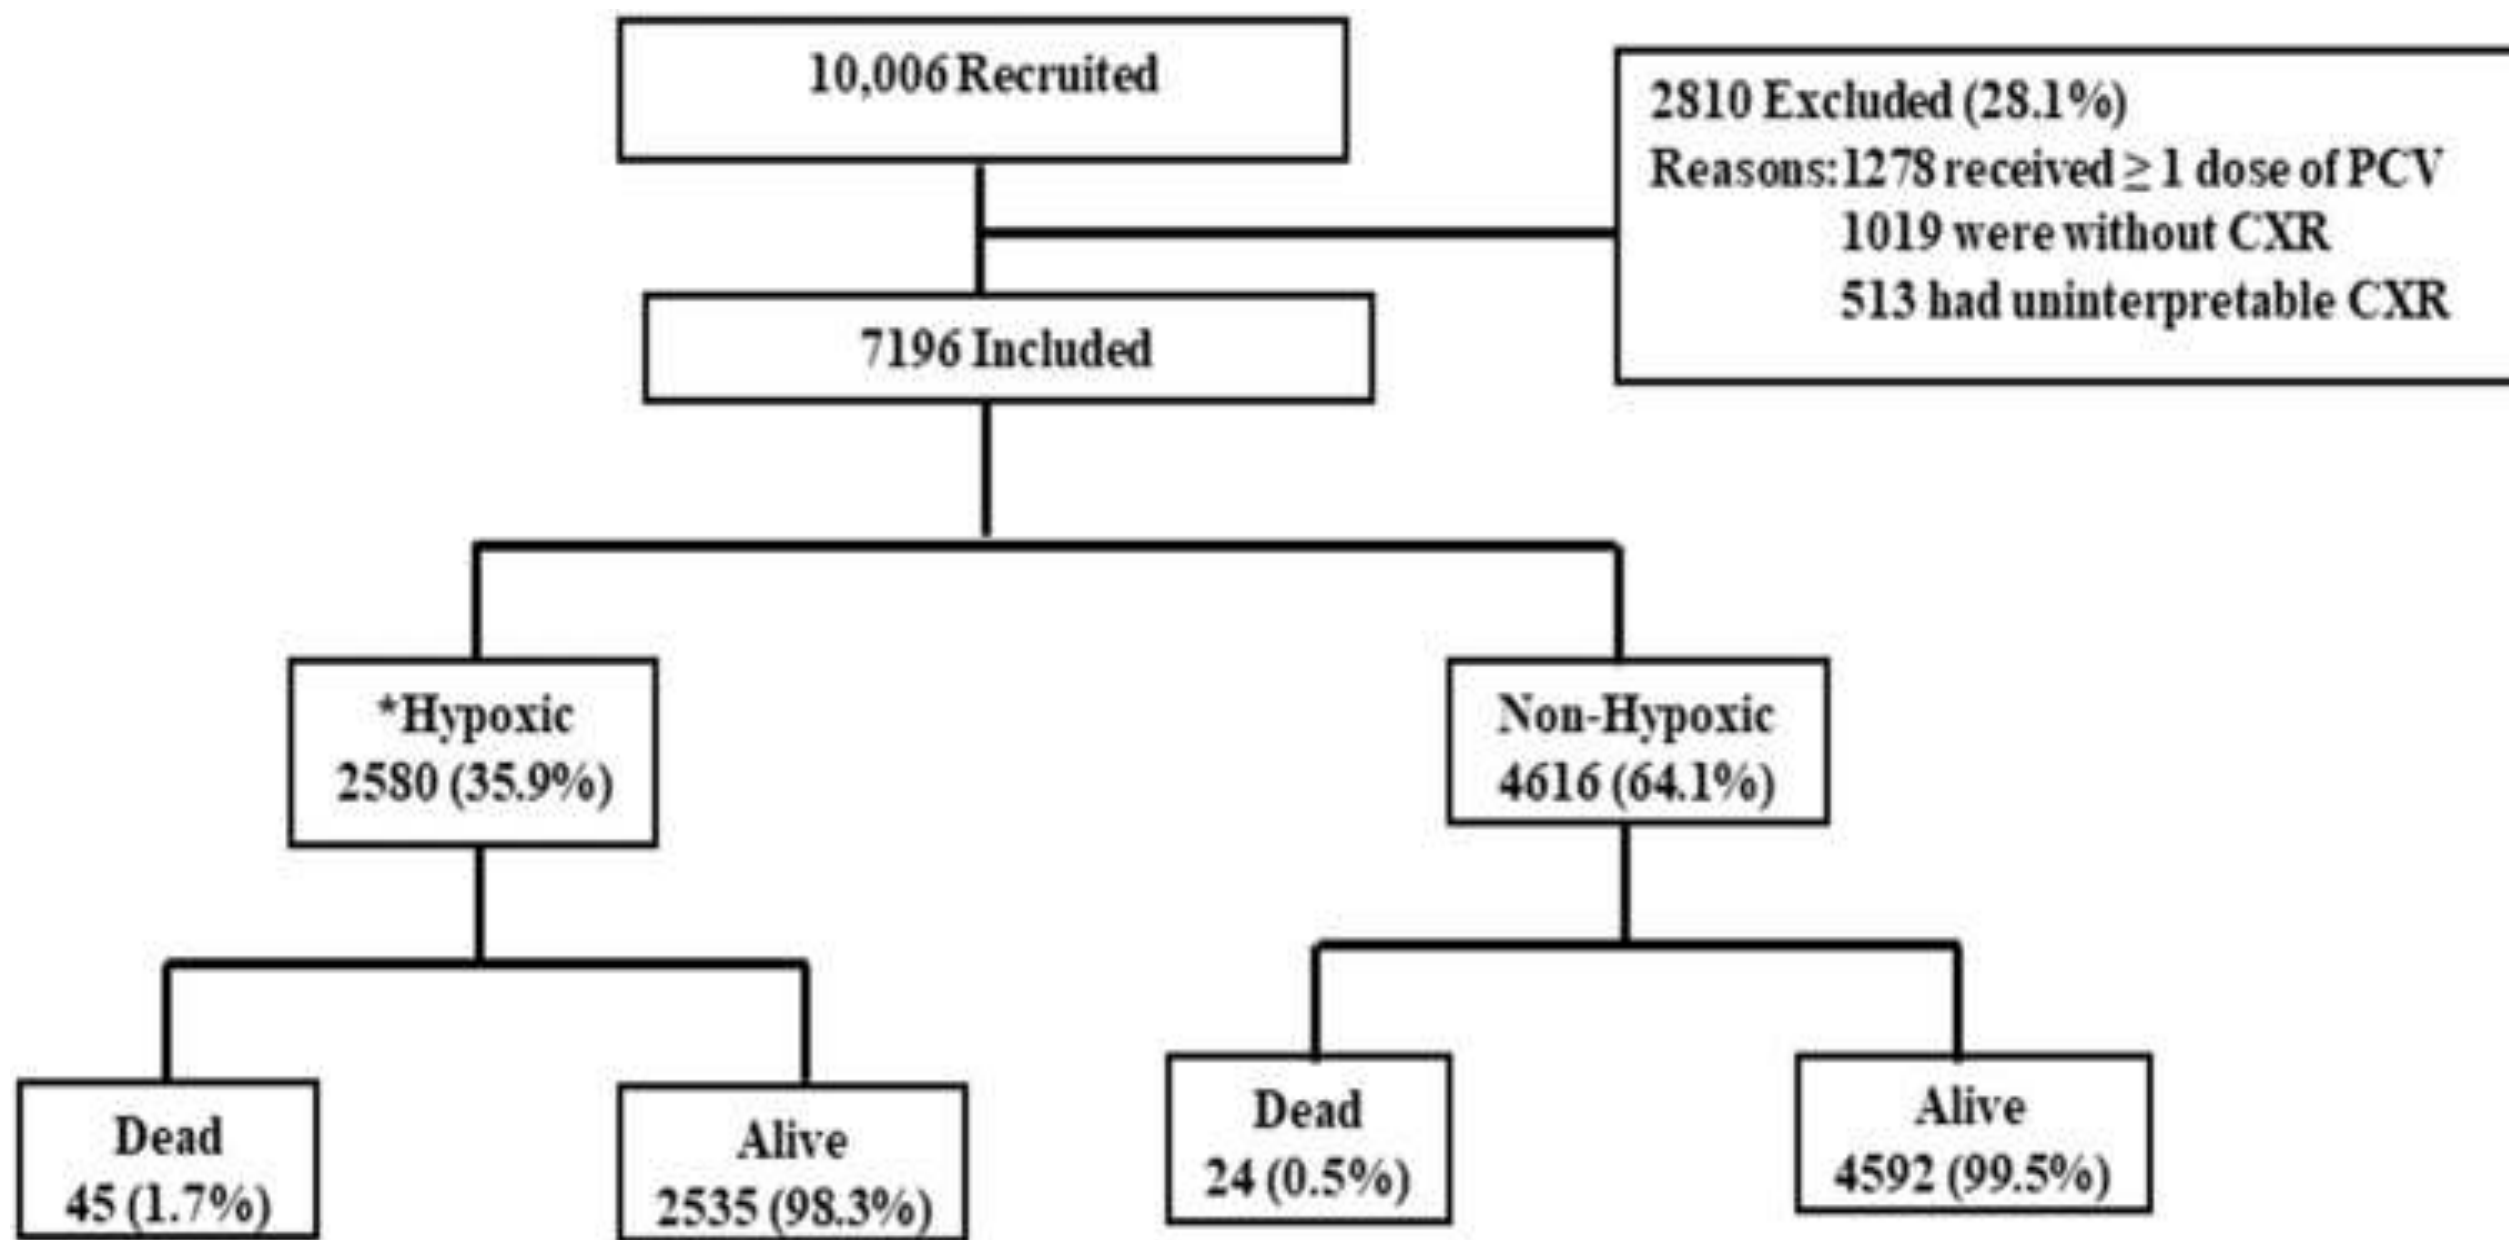 10,006 Recruited
2810 Excluded (28.1%)
Reasons: 1278 received ≥ 1 dose of PCV
1019 were without CXR
513 had uninterpretable CXR
7196 Included
*Hypoxic
2580 (35.9%)
Non-Hypoxic
4616 (64.1%)
Dead
45 (1.7%)
Alive
2535 (98.3%)
Dead
24 (0.5%)
Alive
4592 (99.5%)